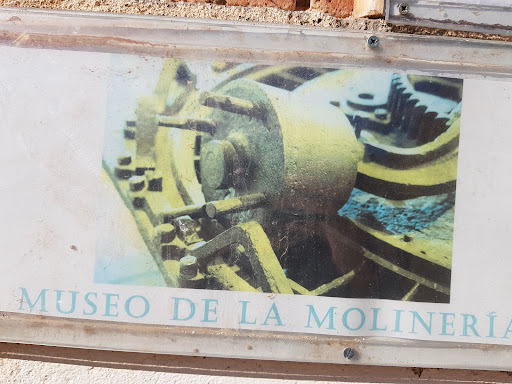 MUSEO DE LA MOLINERÍA